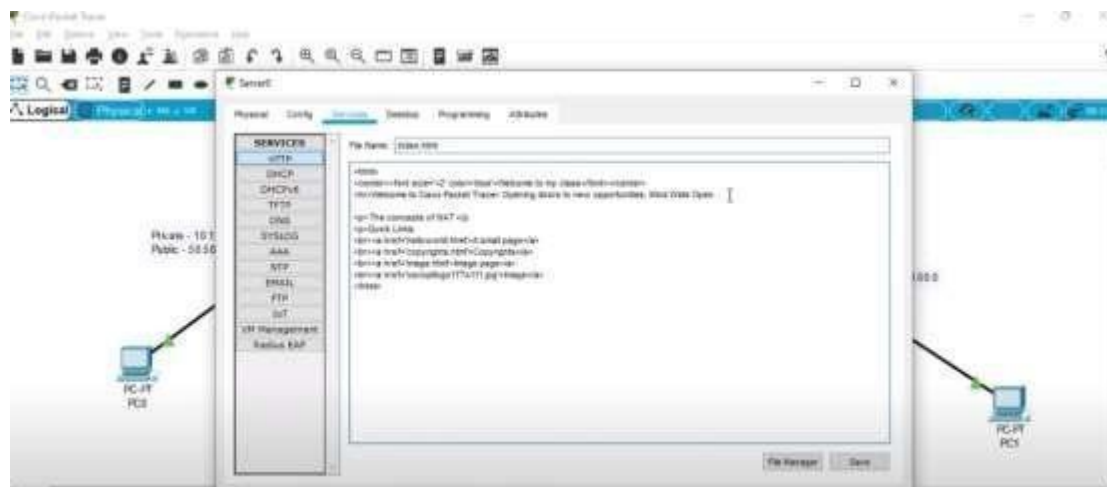 Cisco Packet Tracer
Server0
Logical
Physical
Physical Config Services Desktop Programming Attributes
SERVICES
HTTP
DHCP
DHCPv6
TFTP
DNS
SYSLOG
AAA
NTP
EMAIL
FTP
IoT
VM Management
Radius EAP
File Name: index.html
<html>
<center><font size='+2' color='blue'>Welcome to my class</font></center>
<hr>Welcome to Cisco Packet Tracer. Opening doors to new opportunities. Mind Wide Open.
<p> The concepts of NAT <p>
<p>Quick Links:
<br><a href='helloworld.html'>A small page</a>
<br><a href='copyrights.html'>Copyrights</a>
<br><a href='image.html'>Image page</a>
</html>
File Manager Save
Private - 10.1
Public - 50.50
PC-PT
PC0
PC-PT
PC1